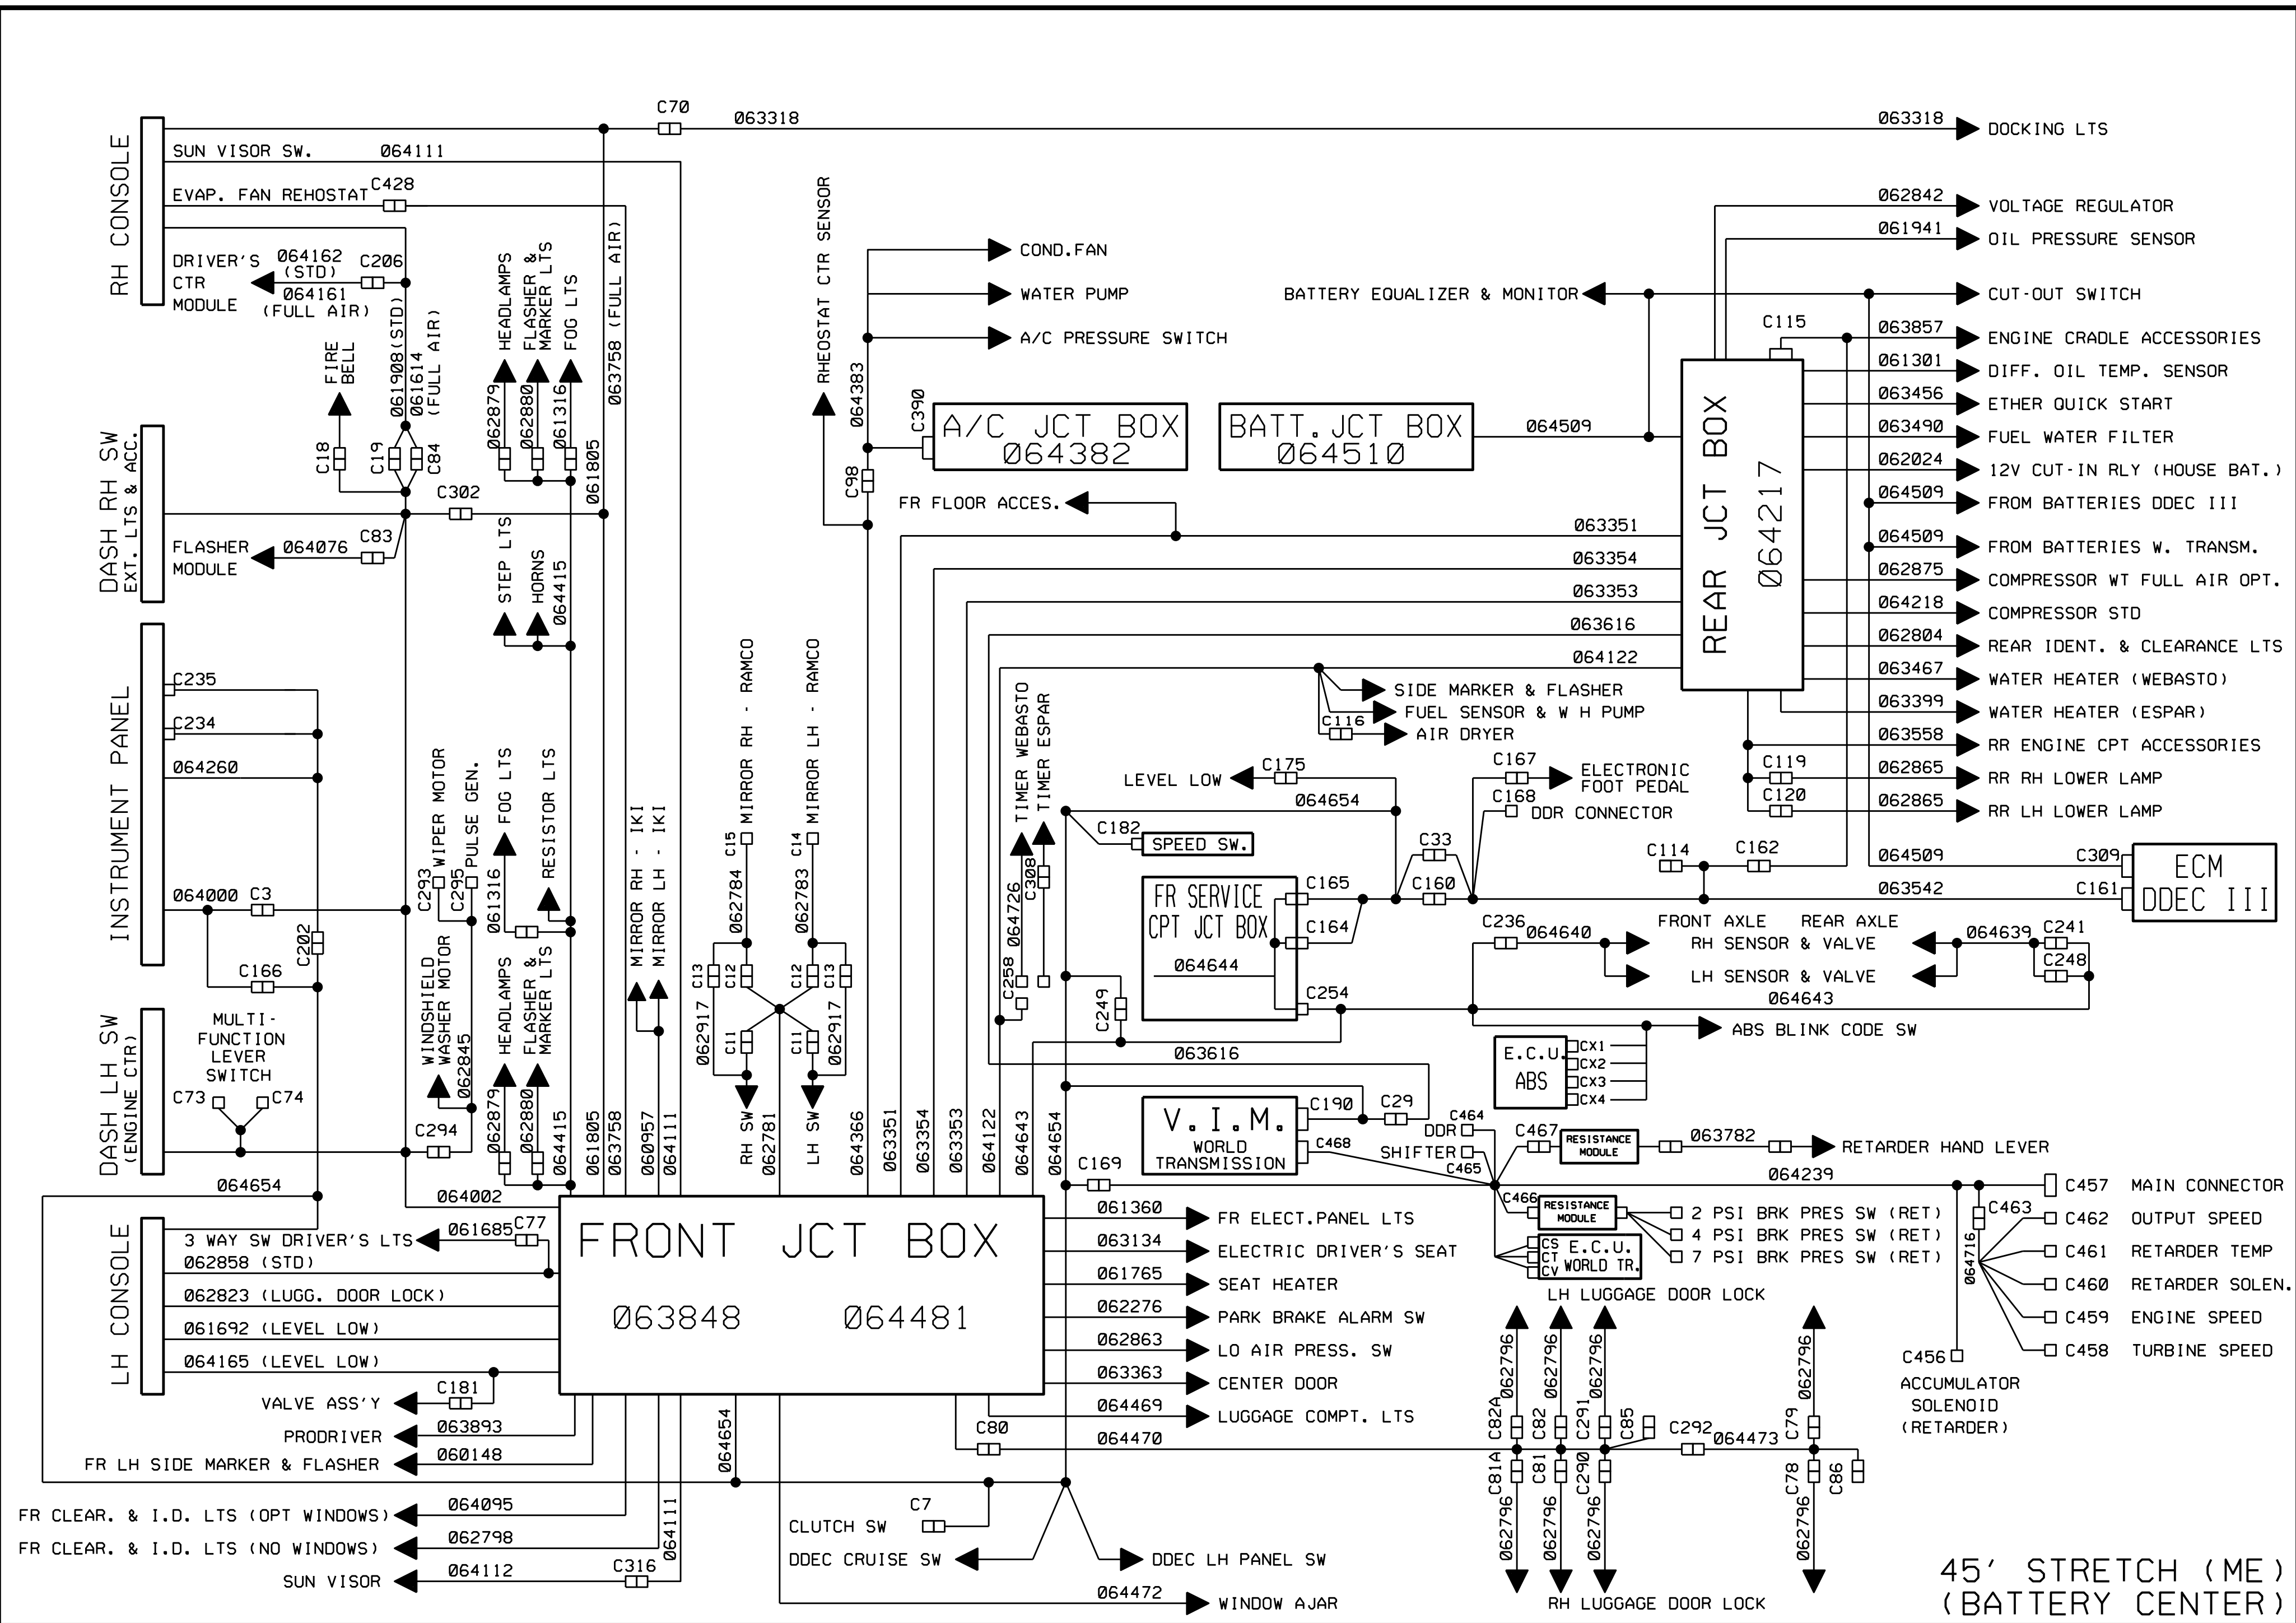 C70
063318
063318
DOCKING LTS
RH CONSOLE
SUN VISOR SW.
064111
EVAP. FAN REHOSTAT
C428
DRIVER'S
CTR
MODULE
064162
(STD)
C206
064161
(FULL AIR)
061908(STD)
061614
(FULL AIR)
FIRE
BELL
HEADLAMPS
FLASHER &
MARKER LTS
FOG LTS
062879
062880
061316
063758 (FULL AIR)
061805
RHEOSTAT CTR SENSOR
064383
COND.FAN
WATER PUMP
A/C PRESSURE SWITCH
BATTERY EQUALIZER & MONITOR
062842
VOLTAGE REGULATOR
061941
OIL PRESSURE SENSOR
CUT-OUT SWITCH
C115
063857
ENGINE CRADLE ACCESSORIES
061301
DIFF. OIL TEMP. SENSOR
063456
ETHER QUICK START
063490
FUEL WATER FILTER
062024
12V CUT-IN RLY (HOUSE BAT.)
064509
FROM BATTERIES DDEC III
064509
FROM BATTERIES W. TRANSM.
062875
COMPRESSOR WT FULL AIR OPT.
064218
COMPRESSOR STD
062804
REAR IDENT. & CLEARANCE LTS
063467
WATER HEATER (WEBASTO)
063399
WATER HEATER (ESPAR)
063558
RR ENGINE CPT ACCESSORIES
C119
062865
RR RH LOWER LAMP
C120
062865
RR LH LOWER LAMP
REAR JCT BOX
064217
C390
A/C JCT BOX
064382
BATT. JCT BOX
064510
064509
C98
FR FLOOR ACCES.
063351
063354
063353
063616
064122
SIDE MARKER & FLASHER
FUEL SENSOR & W H PUMP
C116
AIR DRYER
DASH RH SW
EXT. LTS & ACC.
C18
C19
C84
C302
FLASHER
MODULE
064076
C83
STEP LTS
HORNS
064415
INSTRUMENT PANEL
C235
C234
064260
064000
C3
C202
C166
WIPER MOTOR
PULSE GEN.
C293
C295
FOG LTS
061316
RESISTOR LTS
WINDSHIELD
WASHER MOTOR
062845
HEADLAMPS
FLASHER &
MARKER LTS
MIRROR RH - IKI
MIRROR LH - IKI
MIRROR RH - RAMCO
MIRROR LH - RAMCO
C15
C14
062784
062783
C13
C12
C12
C13
062917
C11
C11
062917
RH SW
062781
LH SW
TIMER WEBASTO
TIMER ESPAR
064726
C308
C258
LEVEL LOW
C175
064654
C182
SPEED SW.
C167
ELECTRONIC
FOOT PEDAL
C168
DDR CONNECTOR
C33
C160
C114
C162
064509
C309
063542
C161
ECM
DDEC III
FR SERVICE
CPT JCT BOX
064644
C165
C164
C254
C249
C236
064640
FRONT AXLE
REAR AXLE
RH SENSOR & VALVE
LH SENSOR & VALVE
064639
C241
C248
064643
ABS BLINK CODE SW
E.C.U.
ABS
CX1
CX2
CX3
CX4
063616
V.I.M.
WORLD
TRANSMISSION
C190
C29
C468
C464
DDR
SHIFTER
C465
C467
RESISTANCE
MODULE
063782
RETARDER HAND LEVER
C169
064239
C466
RESISTANCE
MODULE
2 PSI BRK PRES SW (RET)
4 PSI BRK PRES SW (RET)
7 PSI BRK PRES SW (RET)
CS
CT
CV
E.C.U.
WORLD TR.
C457
MAIN CONNECTOR
C463
C462
OUTPUT SPEED
C461
RETARDER TEMP
064716
C460
RETARDER SOLEN.
C459
ENGINE SPEED
C458
TURBINE SPEED
C456
ACCUMULATOR
SOLENOID
(RETARDER)
DASH LH SW
(ENGINE CTR)
MULTI-
FUNCTION
LEVER
SWITCH
C73
C74
C294
062879
062880
064415
061805
063758
060957
064111
064366
063351
063354
063353
064122
064643
064654
064654
064002
LH CONSOLE
3 WAY SW DRIVER'S LTS
061685
C77
062858 (STD)
062823 (LUGG. DOOR LOCK)
061692 (LEVEL LOW)
064165 (LEVEL LOW)
FRONT JCT BOX
063848
064481
061360
FR ELECT.PANEL LTS
063134
ELECTRIC DRIVER'S SEAT
061765
SEAT HEATER
062276
PARK BRAKE ALARM SW
062863
LO AIR PRESS. SW
063363
CENTER DOOR
064469
LUGGAGE COMPT. LTS
C80
064470
LH LUGGAGE DOOR LOCK
062796
062796
062796
062796
C82A
C82
C291
C85
C292
064473
C79
C81A
C81
C290
C78
C86
062796
062796
062796
062796
RH LUGGAGE DOOR LOCK
VALVE ASS'Y
C181
PRODRIVER
063893
FR LH SIDE MARKER & FLASHER
060148
FR CLEAR. & I.D. LTS (OPT WINDOWS)
064095
FR CLEAR. & I.D. LTS (NO WINDOWS)
062798
SUN VISOR
064112
C316
064111
064654
C7
CLUTCH SW
DDEC CRUISE SW
DDEC LH PANEL SW
064472
WINDOW AJAR
45' STRETCH (ME)
(BATTERY CENTER)